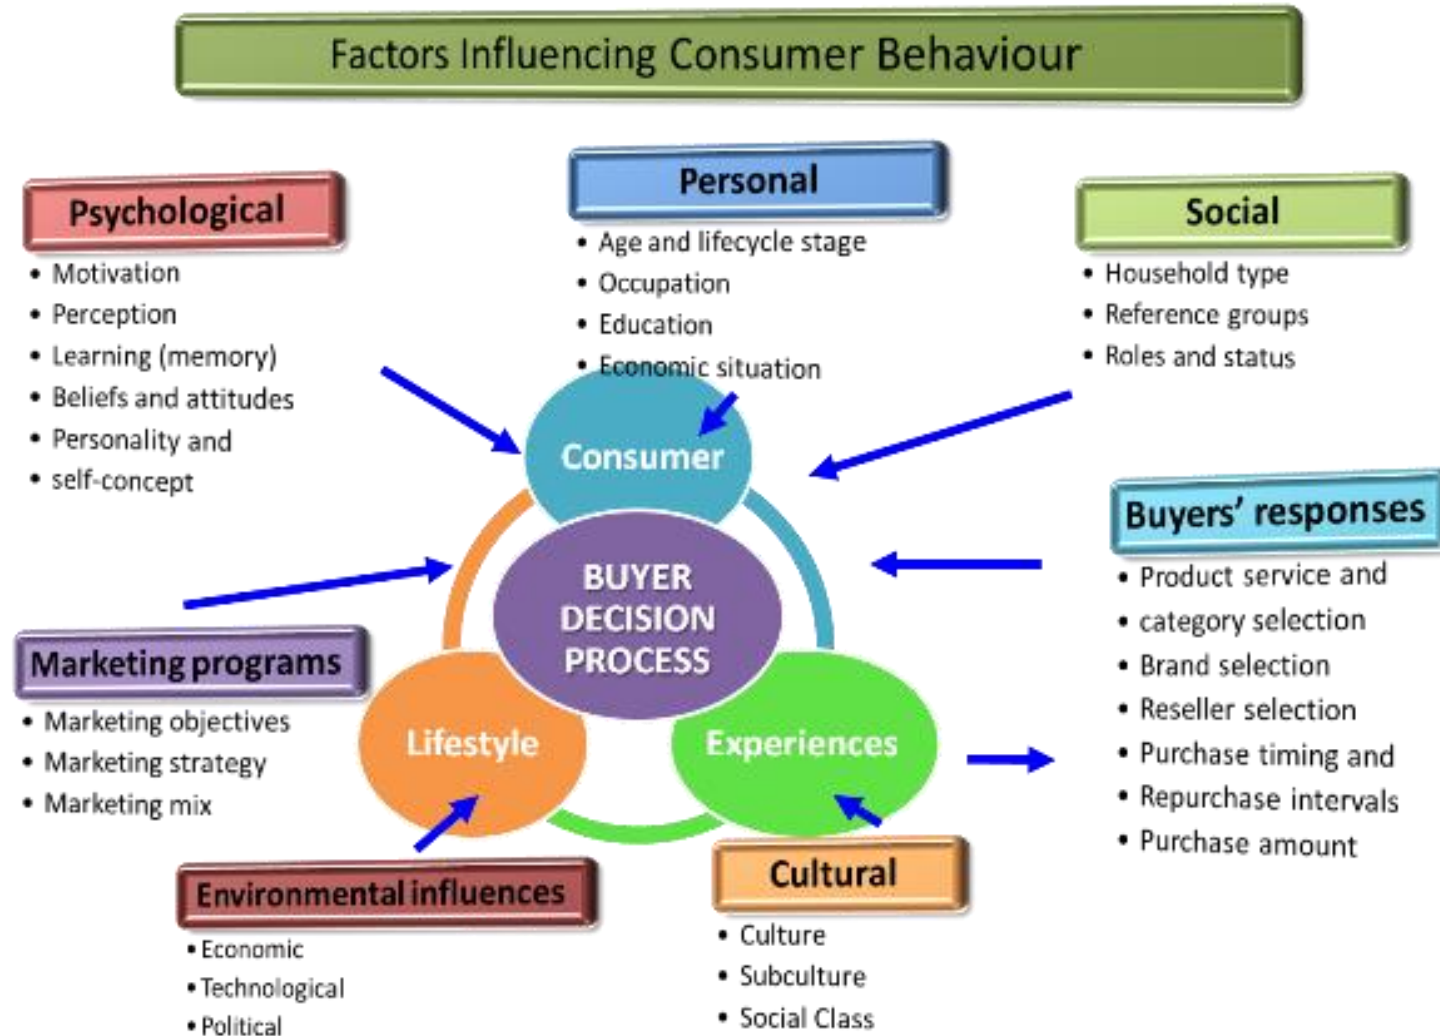 Factors Influencing Consumer Behaviour
Psychological
• Motivation
• Perception
• Learning (memory)
• Beliefs and attitudes
• Personality and
• self-concept
Personal
• Age and lifecycle stage
• Occupation
• Education
• Economic situation
Social
• Household type
• Reference groups
• Roles and status
Consumer
BUYER
DECISION
PROCESS
Lifestyle
Experiences
Buyers’ responses
• Product service and
• category selection
• Brand selection
• Reseller selection
• Purchase timing and
• Repurchase intervals
• Purchase amount
Marketing programs
• Marketing objectives
• Marketing strategy
• Marketing mix
Environmental influences
• Economic
• Technological
• Political
Cultural
• Culture
• Subculture
• Social Class